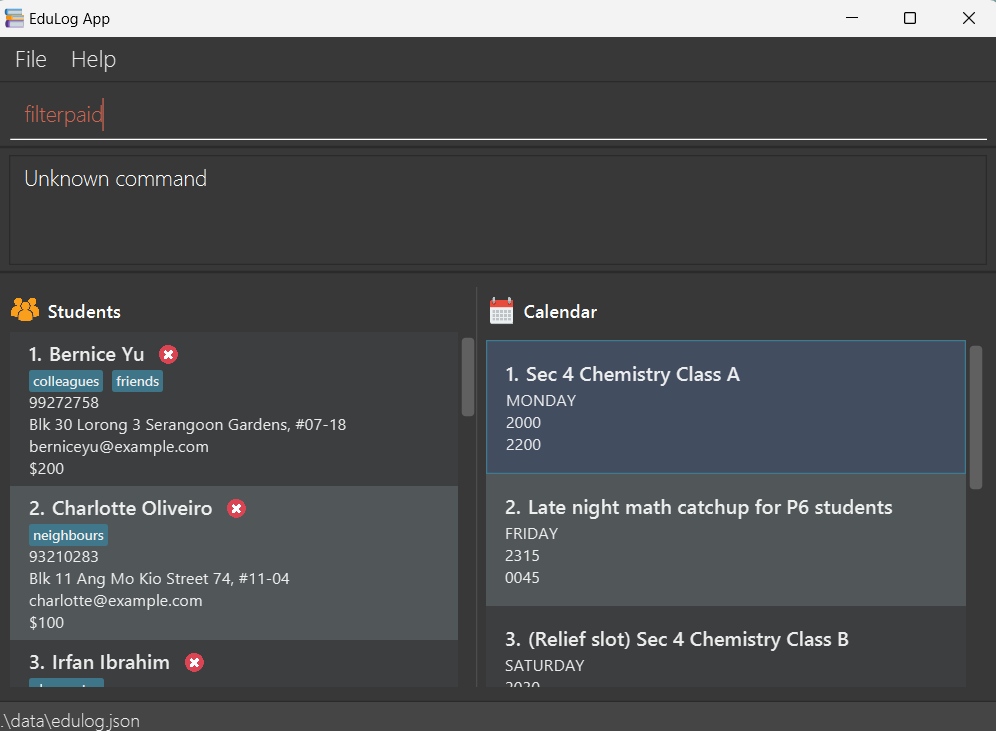 EduLog App
File Help
filterpaid
Unknown command
Students
1. Bernice Yu
colleagues friends
99272758
Blk 30 Lorong 3 Serangoon Gardens, #07-18
berniceyu@example.com
$200
2. Charlotte Oliveiro
neighbours
93210283
Blk 11 Ang Mo Kio Street 74, #11-04
charlotte@example.com
$100
3. Irfan Ibrahim
Calendar
1. Sec 4 Chemistry Class A
MONDAY
2000
2200
2. Late night math catchup for P6 students
FRIDAY
2315
0045
3. (Relief slot) Sec 4 Chemistry Class B
SATURDAY
.\data\edulog.json